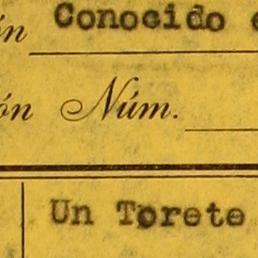 ón Conocido
ón Núm.
Un Torete